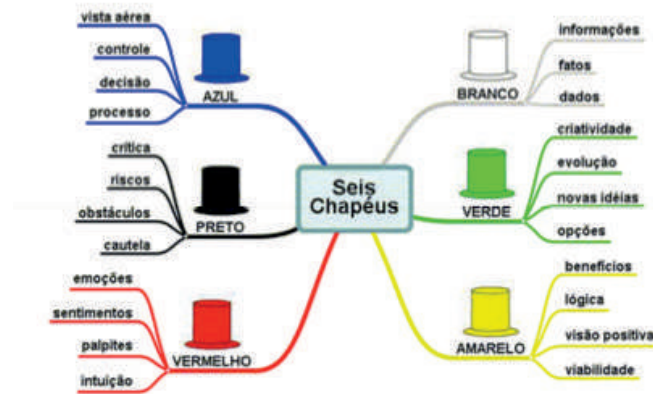 Seis
Chapéus
AZUL
vista aérea
controle
decisão
processo
PRETO
crítica
riscos
obstáculos
cautela
VERMELHO
emoções
sentimentos
palpites
intuição
BRANCO
informações
fatos
dados
VERDE
criatividade
evolução
novas idéias
opções
AMARELO
benefícios
lógica
visão positiva
viabilidade